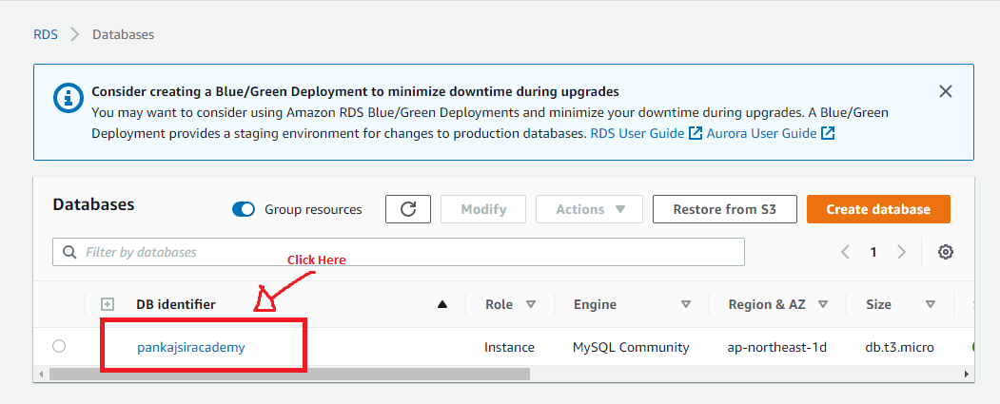 RDS > Databases
Consider creating a Blue/Green Deployment to minimize downtime during upgrades
You may want to consider using Amazon RDS Blue/Green Deployments and minimize your downtime during upgrades. A Blue/Green
Deployment provides a staging environment for changes to production databases. RDS User Guide Aurora User Guide
Databases Group resources Modify Actions Restore from S3 Create database
Filter by databases 1
Click Here
DB identifier Role Engine Region & AZ Size
pankajsiracademy Instance MySQL Community ap-northeast-1d db.t3.micro